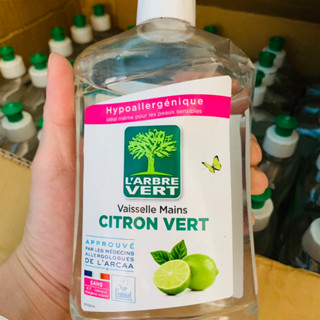 Hypoallergénique
idéal même pour les peaux sensibles
L'ARBRE
VERT
Vaisselle Mains
CITRON VERT
APPROUVÉ
PAR LES MÉDECINS
ALLERGOLOGUES
DE L'ARCAA
SANS